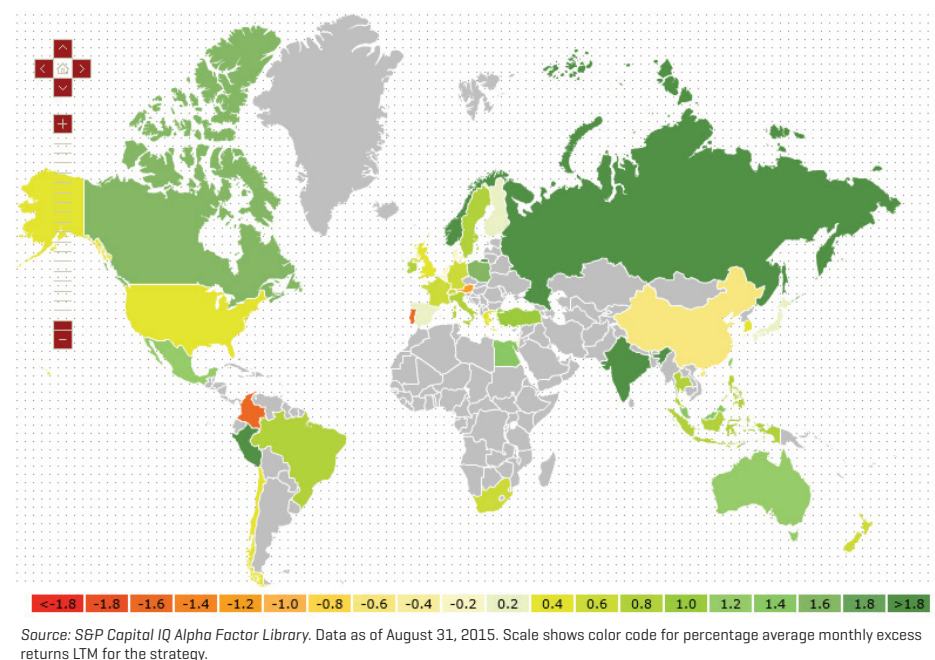 <-1.8 -1.8 -1.6 -1.4 -1.2 -1.0 -0.8 -0.6 -0.4 -0.2 0.2 0.4 0.6 0.8 1.0 1.2 1.4 1.6 1.8 >1.8
Source: S&P Capital IQ Alpha Factor Library. Data as of August 31, 2015. Scale shows color code for percentage average monthly excess
returns LTM for the strategy.